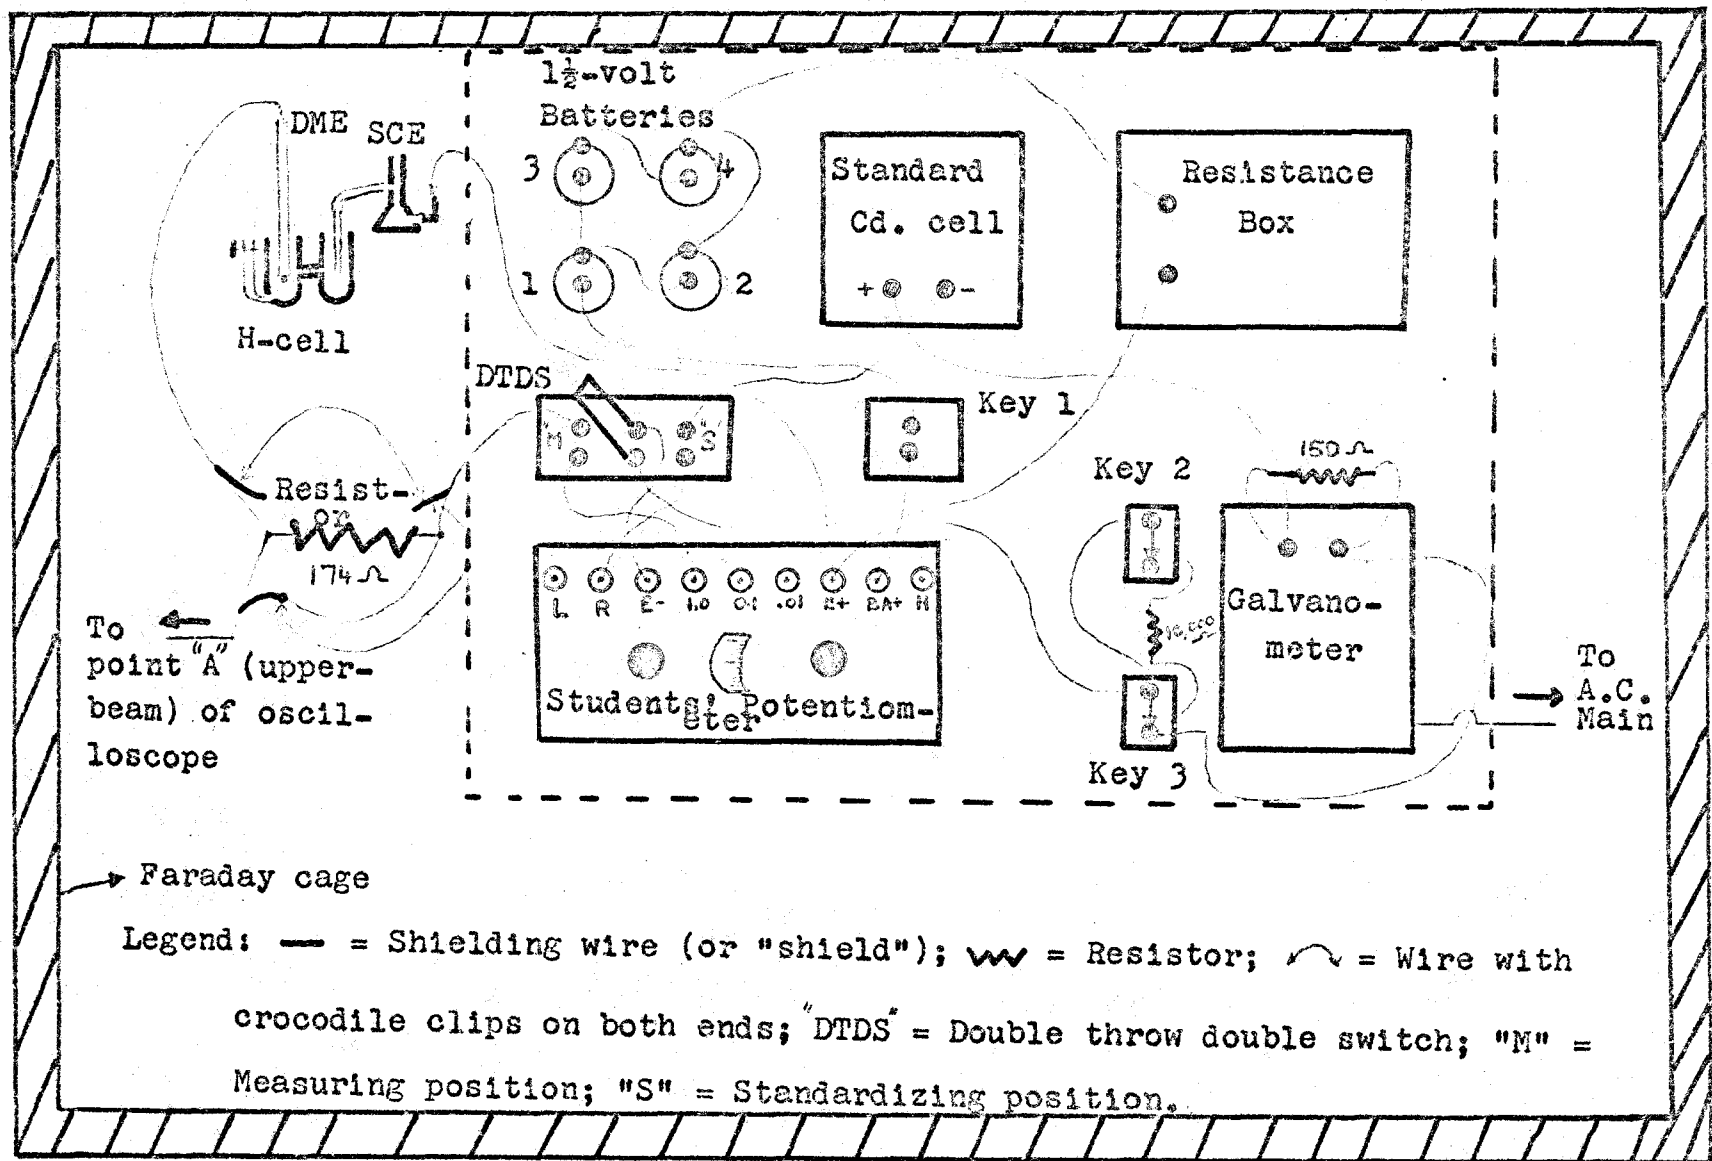 1½-volt
Batteries
DME
SCE
3
4
1
2
H-cell
Standard
Cd. cell
+
-
Resistance
Box
DTDS
"M"
"S"
Key 1
Key 2
150 Ω
Resist-
or
174 Ω
L R E- 1.0 0.1 .01 E+ BA+ H
Students' Potentiom-
eter
10,000
Ω
Galvano-
meter
Key 3
To
point "A" (upper-
beam) of oscil-
loscope
To
A.C.
Main
Faraday cage
Legend: = Shielding wire (or "shield"); = Resistor; = Wire with
crocodile clips on both ends; "DTDS" = Double throw double switch; "M" =
Measuring position; "S" = Standardizing position.